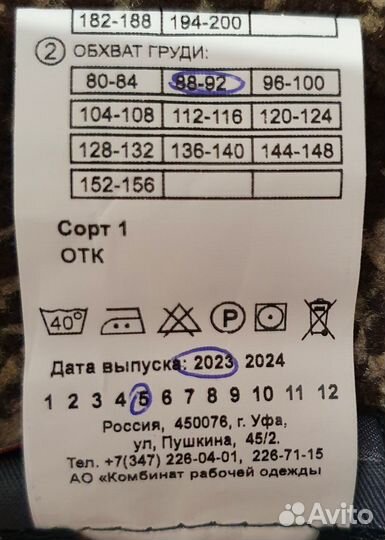 182-188 194-200
② ОБХВАТ ГРУДИ:
80-84 88-92 96-100
104-108 112-116 120-124
128-132 136-140 144-148
152-156
Сорт 1
ОТК
40° P
Дата выпуска: 2023 2024
1 2 3 4 5 6 7 8 9 10 11 12
Россия, 450076, г. Уфа,
ул, Пушкина, 45/2.
Тел. +7(347) 226-04-01, 226-71-15
АО «Комбинат рабочей одежды
Avito